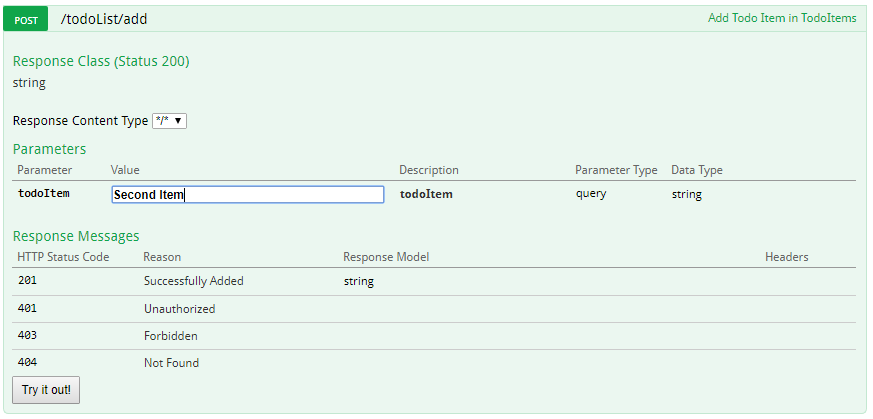 POST /todoList/add Add Todo Item in TodoItems
Response Class (Status 200)
string
Response Content Type */*
Parameters
Parameter Value Description Parameter Type Data Type
todoItem Second Item todoItem query string
Response Messages
HTTP Status Code Reason Response Model Headers
201 Successfully Added string
401 Unauthorized
403 Forbidden
404 Not Found
Try it out!